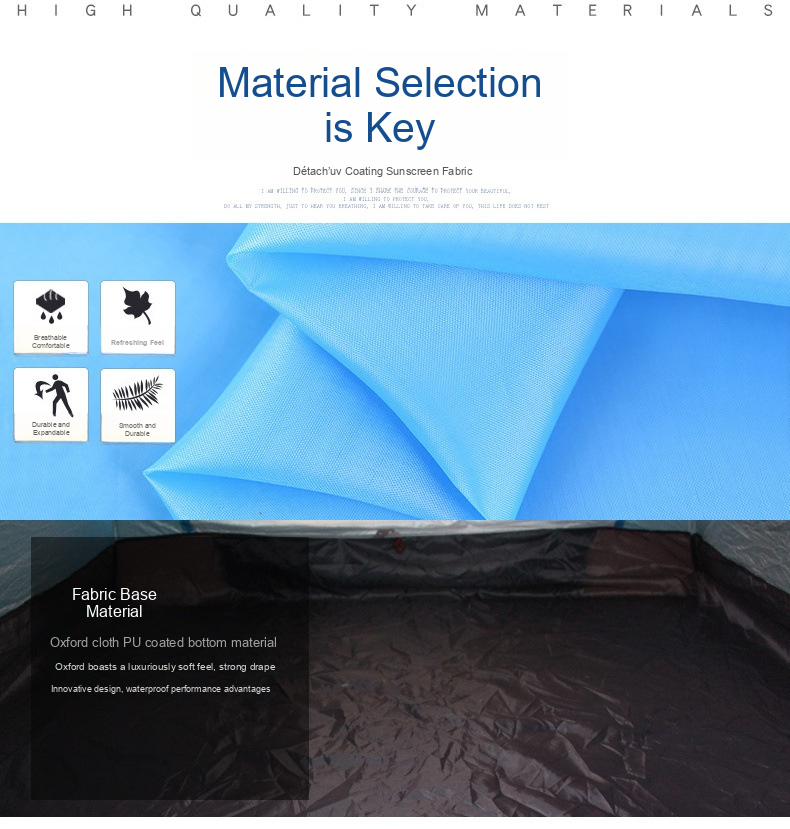 HIGH QUALITY MATERIALS
Material Selection
is Key
Détach'uv Coating Sunscreen Fabric
I AM WILLING TO PROTECT YOU, SINCE I SHARE THE COURAGE TO PROTECT YOUR BEAUTIFUL,
I AM WILLING TO PROTECT YOU,
DO ALL MY STRENGTH, JUST TO HEAR YOU BREATHING, I AM WILLING TO TAKE CARE OF YOU, THIS LIFE DOES NOT REST
Breathable
Comfortable
Refreshing Feel
Durable and
Expandable
Smooth and
Durable
Fabric Base
Material
Oxford cloth PU coated bottom material
Oxford boasts a luxuriously soft feel, strong drape
Innovative design, waterproof performance advantages